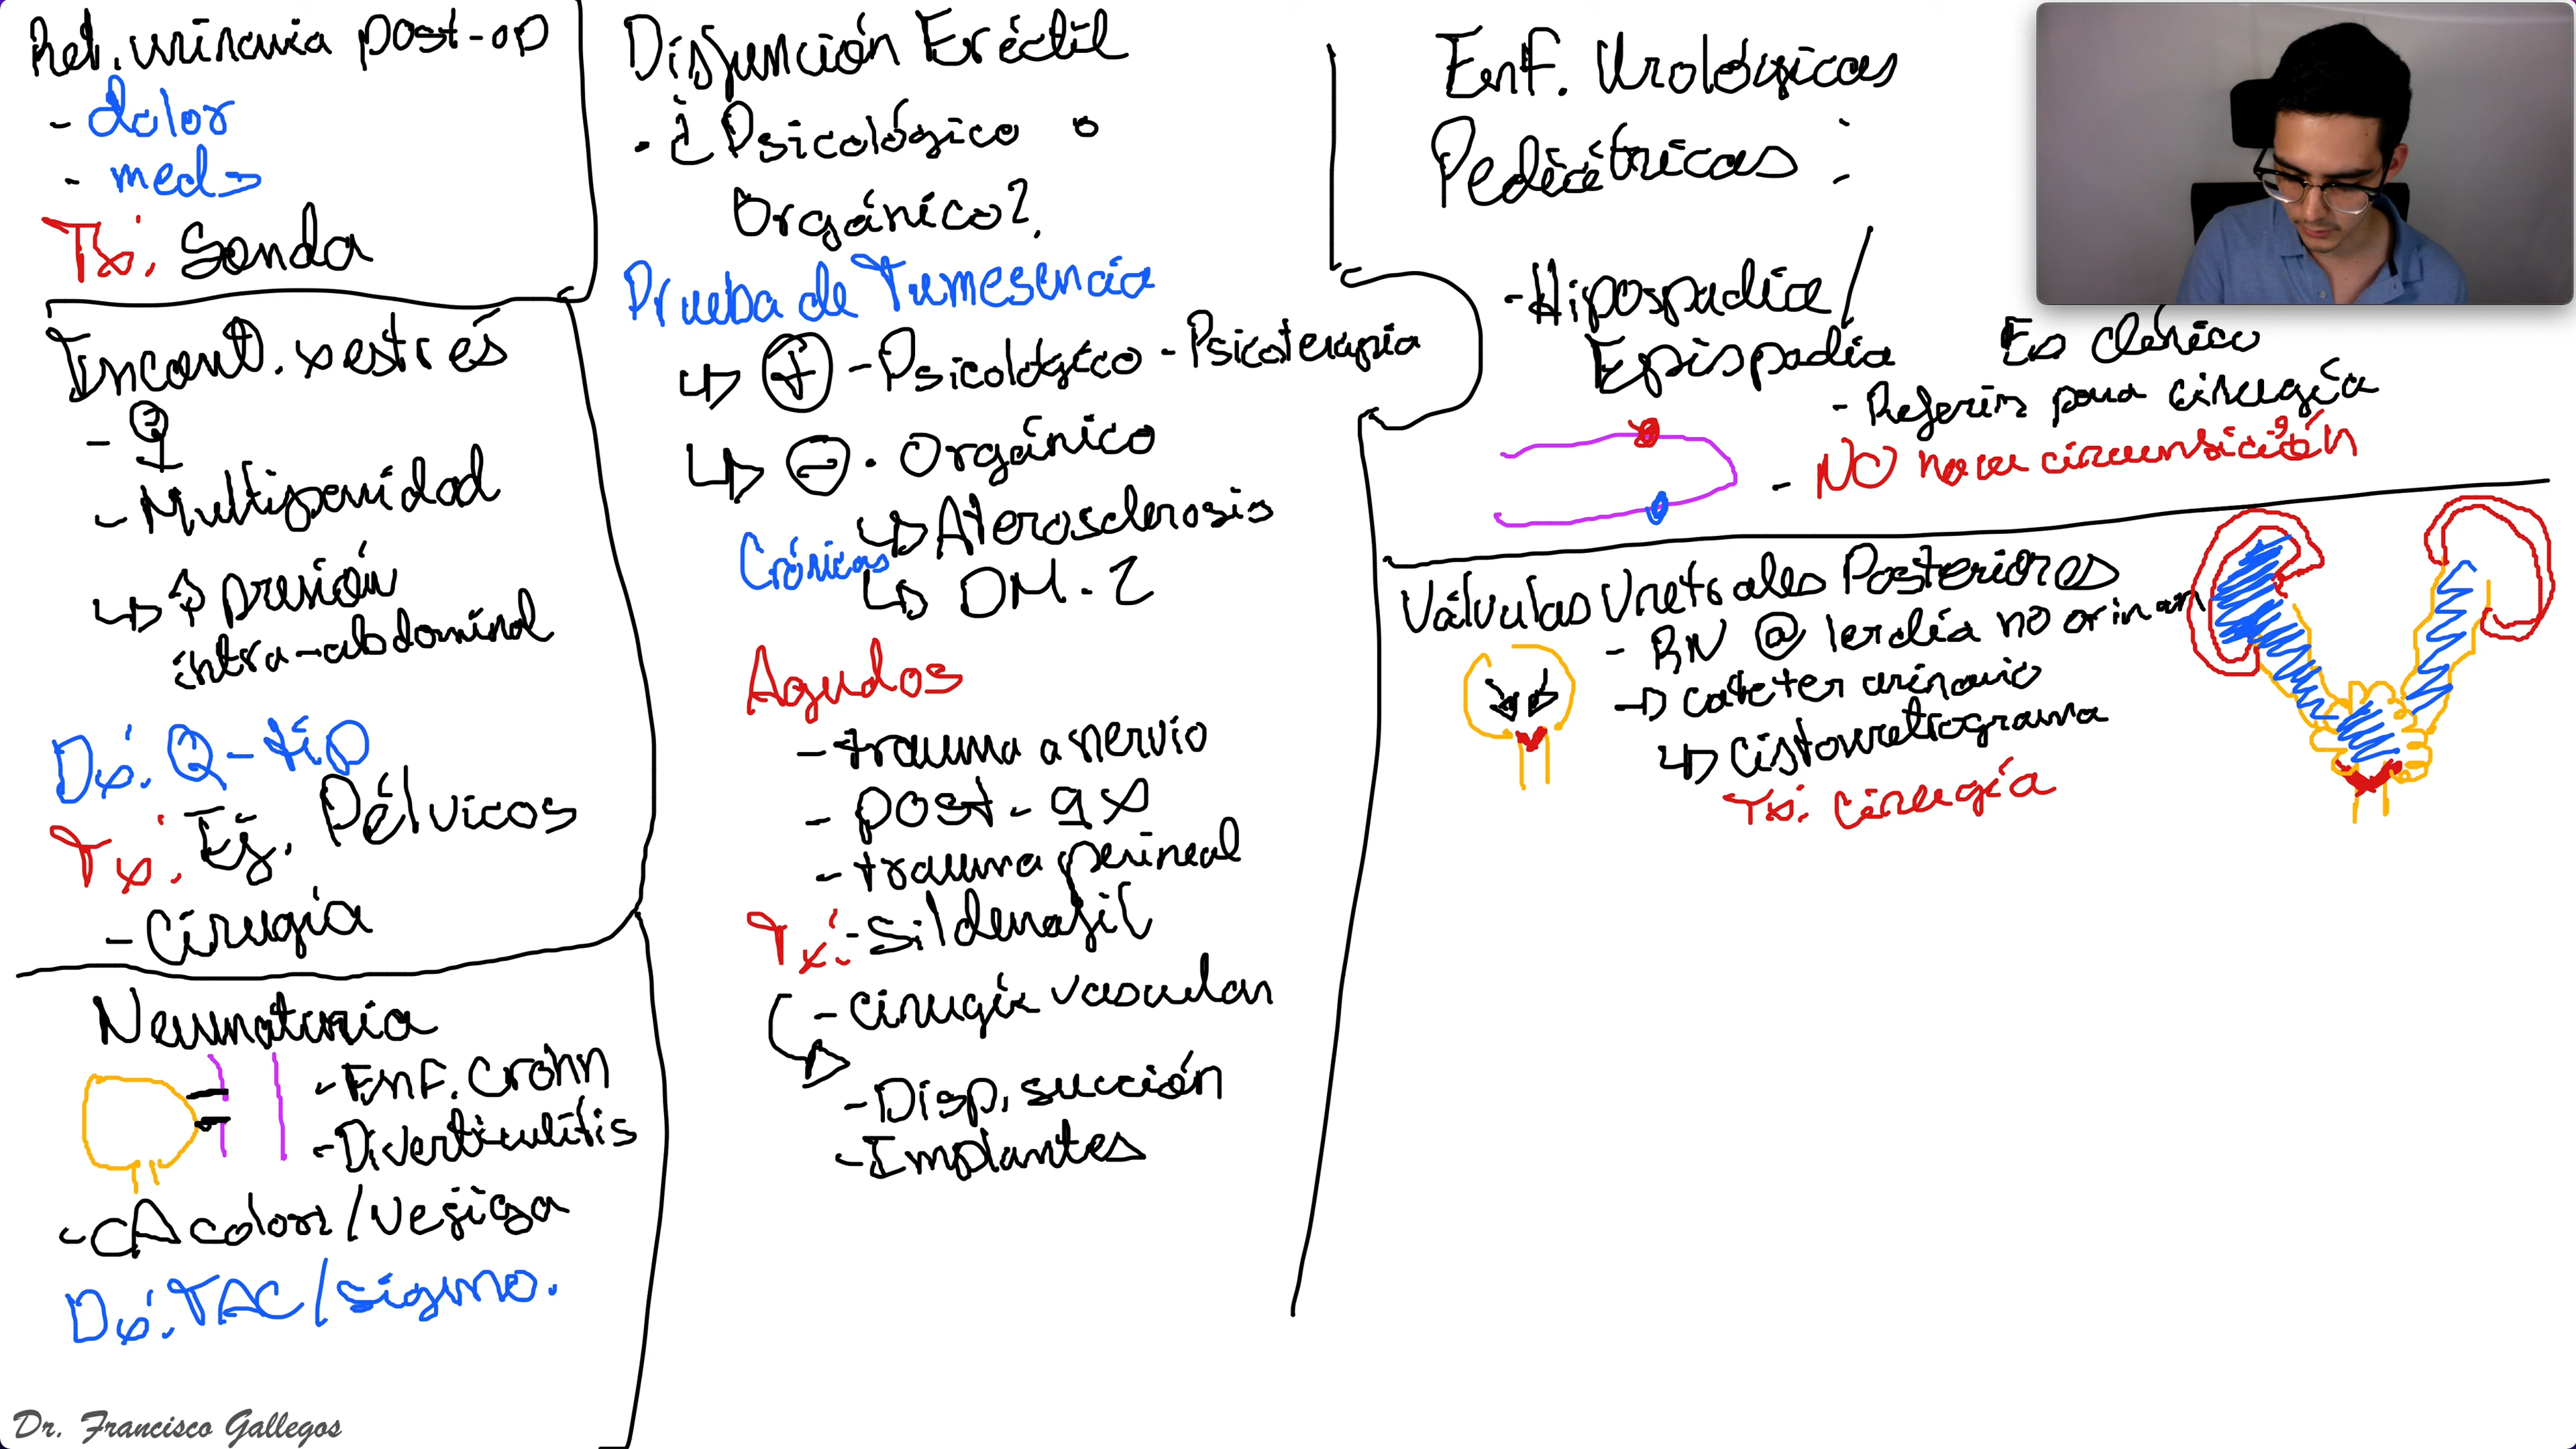 Ret. urinaria post-op
- dolor
- meds
Tx: Sonda
Incont. x estrés
- ♀
- Multiparidad
↳ ↑ presión
intra-abdominal
Dx: Q-tip
Tx: Ej. Pélvicos
- Cirugía
Neumaturia
- Enf. Crohn
- Diverticulitis
- CA colon/vejiga
Dx: TAC/sigmo.
Disfunción Eréctil
- ¿Psicológico o
Orgánico?
Prueba de Tumesencia
↳ ⊕ - Psicológico - Psicoterapia
↳ ⊖ · Orgánico
↳ Aterosclerosis
Crónicas
↳ DM-2
Agudos
- trauma a nervio
- post-qx
- trauma perineal
Tx: - Sildenafil
- cirugía vascular
- Disp. succión
- Implantes
Enf. Urológicas
Pediátricas:
- Hipospadia/
Epispadia
Es clínico
- Referir para cirugía
- NO hacer circunsición
Válvulas Uretrales Posteriores
- RN @ 1er día no orinan
→ cateter urinario
↳ cistouretrograma
Tx: cirugía
Dr. Francisco Gallegos